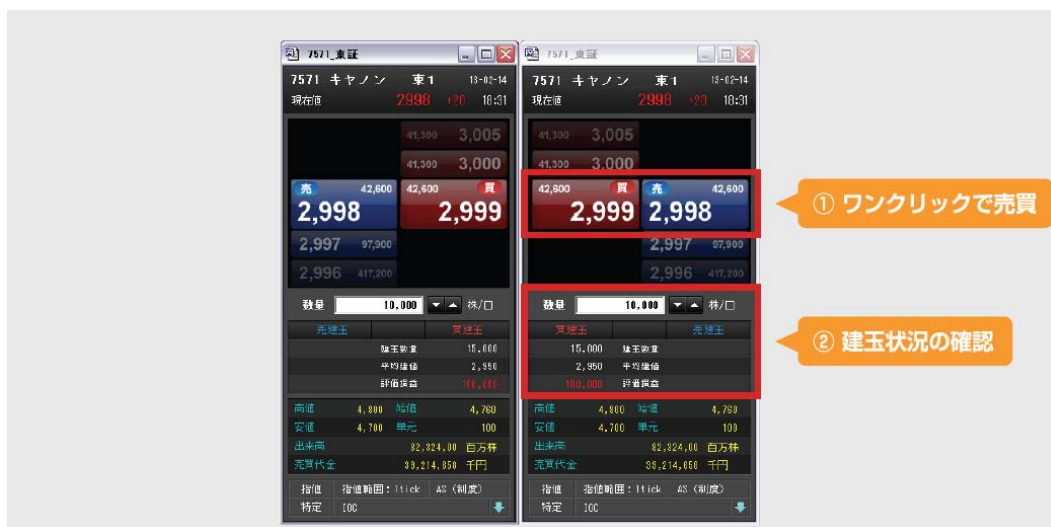 7571_東証
7571 キヤノン 東1 13-02-14
現在値 2998 +20 18:31
41,300 3,005
41,300 3,000
売 42,600 42,600 買
2,998 2,999
2,997 97,900
2,996 417,200
数量 10,000 株/口
売建玉 買建玉
建玉数量 15,000
平均建値 2,950
評価損益 100,000
高値 4,800 始値 4,760
安値 4,700 単元 100
出来高 82,324.00 百万株
売買代金 39,214,650 千円
指値 指値範囲:1tick AS(制度)
特定 IOC
7571_東証
7571 キヤノン 東1 13-02-14
現在値 2998 +20 18:31
41,300 3,005
41,300 3,000
42,600 買 売 42,600
2,999 2,998
2,997 97,900
2,996 417,200
数量 10,000 株/口
買建玉 売建玉
15,000 建玉数量
2,950 平均建値
100,000 評価損益
高値 4,800 始値 4,760
安値 4,700 単元 100
出来高 82,324.00 百万株
売買代金 39,214,650 千円
指値 指値範囲:1tick AS(制度)
特定 IOC
① ワンクリックで売買
② 建玉状況の確認